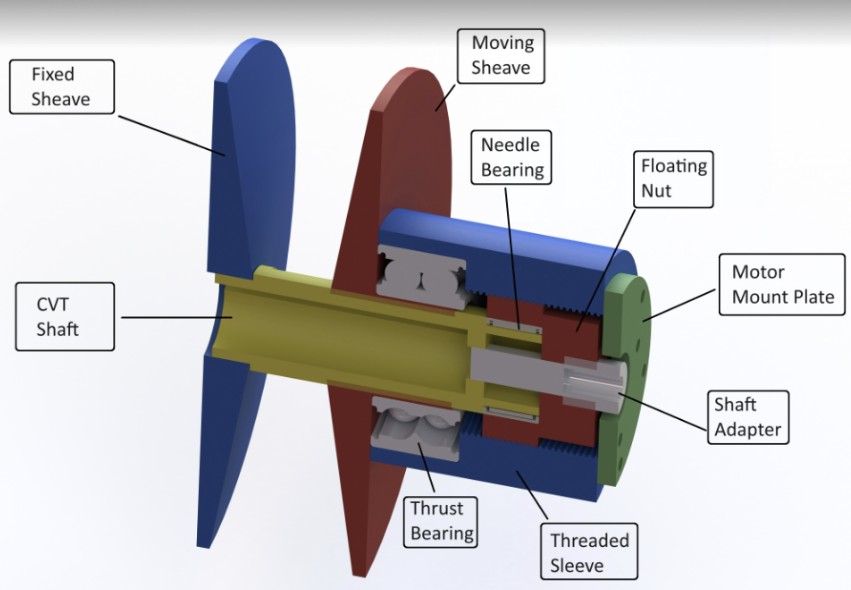 Fixed
Sheave
Moving
Sheave
Needle
Bearing
Floating
Nut
Motor
Mount Plate
CVT
Shaft
Shaft
Adapter
Thrust
Bearing
Threaded
Sleeve